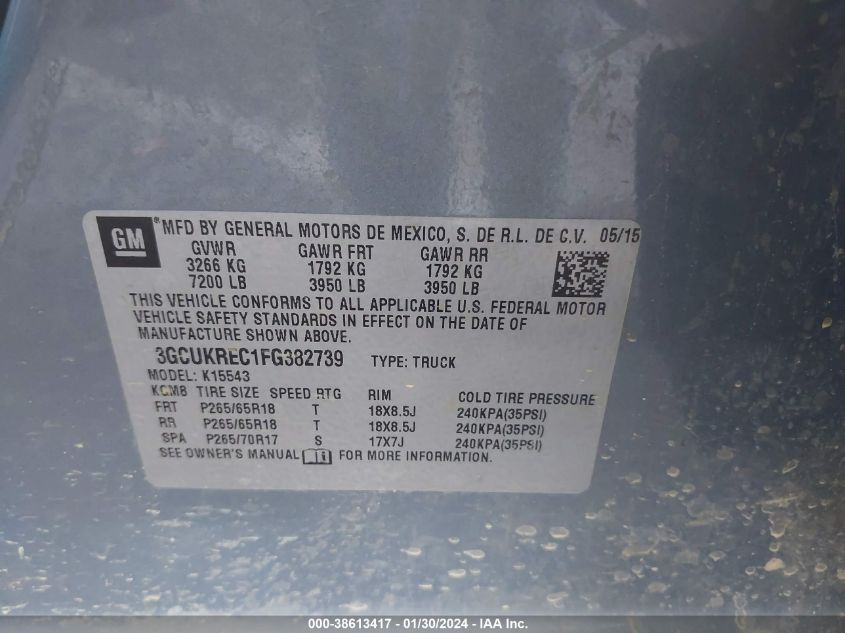 GM ® MFD BY GENERAL MOTORS DE MEXICO, S. DE R.L. DE C.V. 05/15
GVWR GAWR FRT GAWR RR
3266 KG 1792 KG 1792 KG
7200 LB 3950 LB 3950 LB
THIS VEHICLE CONFORMS TO ALL APPLICABLE U.S. FEDERAL MOTOR
VEHICLE SAFETY STANDARDS IN EFFECT ON THE DATE OF
MANUFACTURE SHOWN ABOVE.
3GCUKREC1FG382739 TYPE: TRUCK
MODEL: K15543
KCM8 TIRE SIZE SPEED RTG RIM COLD TIRE PRESSURE
FRT P265/65R18 T 18X8.5J 240KPA(35PSI)
RR P265/65R18 T 18X8.5J 240KPA(35PSI)
SPA P265/70R17 S 17X7J 240KPA(35PSI)
SEE OWNER'S MANUAL FOR MORE INFORMATION.
000-38613417 - 01/30/2024 - IAA Inc.